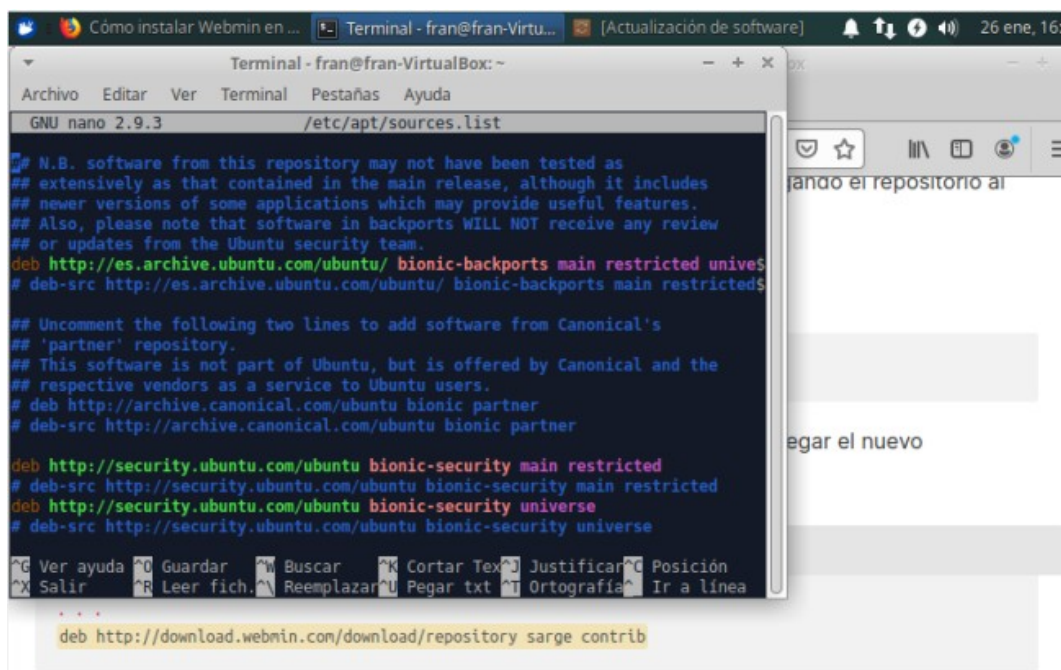 Cómo instalar Webmin en ...
Terminal - fran@fran-Virtu...
[Actualización de software]
26 ene, 16:
Terminal - fran@fran-VirtualBox: ~
Archivo Editar Ver Terminal Pestañas Ayuda
GNU nano 2.9.3 /etc/apt/sources.list
## N.B. software from this repository may not have been tested as
## extensively as that contained in the main release, although it includes
## newer versions of some applications which may provide useful features.
## Also, please note that software in backports WILL NOT receive any review
## or updates from the Ubuntu security team.
deb http://es.archive.ubuntu.com/ubuntu/ bionic-backports main restricted unive$
# deb-src http://es.archive.ubuntu.com/ubuntu/ bionic-backports main restricted$
## Uncomment the following two lines to add software from Canonical's
## 'partner' repository.
## This software is not part of Ubuntu, but is offered by Canonical and the
## respective vendors as a service to Ubuntu users.
# deb http://archive.canonical.com/ubuntu bionic partner
# deb-src http://archive.canonical.com/ubuntu bionic partner
deb http://security.ubuntu.com/ubuntu bionic-security main restricted
# deb-src http://security.ubuntu.com/ubuntu bionic-security main restricted
deb http://security.ubuntu.com/ubuntu bionic-security universe
# deb-src http://security.ubuntu.com/ubuntu bionic-security universe
^G Ver ayuda ^O Guardar ^W Buscar ^K Cortar Tex ^J Justificar ^C Posición
^X Salir ^R Leer fich. ^\ Reemplazar ^U Pegar txt ^T Ortografía ^_ Ir a línea
gando el repositorio al
egar el nuevo
. . .
deb http://download.webmin.com/download/repository sarge contrib